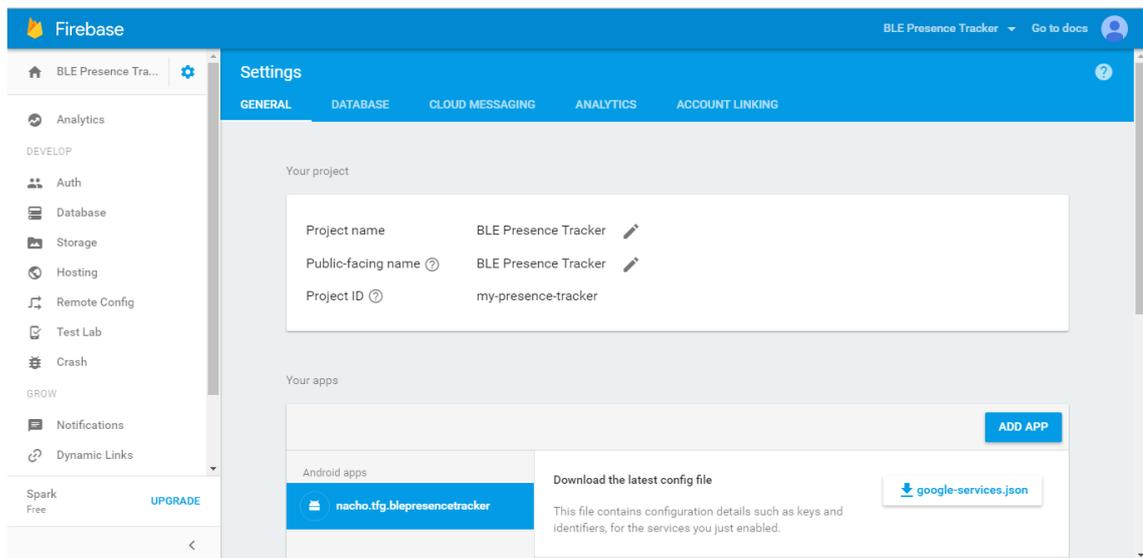 Firebase
BLE Presence Tracker
Go to docs
BLE Presence Tra...
Analytics
DEVELOP
Auth
Database
Storage
Hosting
Remote Config
Test Lab
Crash
GROW
Notifications
Dynamic Links
Spark
Free
UPGRADE
Settings
GENERAL DATABASE CLOUD MESSAGING ANALYTICS ACCOUNT LINKING
Your project
Project name BLE Presence Tracker
Public-facing name BLE Presence Tracker
Project ID my-presence-tracker
Your apps
ADD APP
Android apps
nacho.tfg.blepresencetracker
Download the latest config file
This file contains configuration details such as keys and
identifiers, for the services you just enabled.
google-services.json